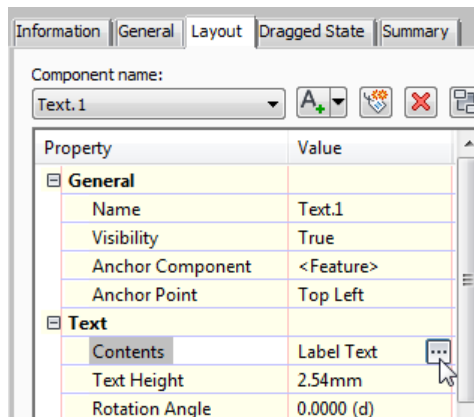 Information General Layout Dragged State Summary
Component name:
Text.1 A
Property Value
General
Name Text.1
Visibility True
Anchor Component <Feature>
Anchor Point Top Left
Text
Contents Label Text ...
Text Height 2.54mm
Rotation Angle 0.0000 (d)